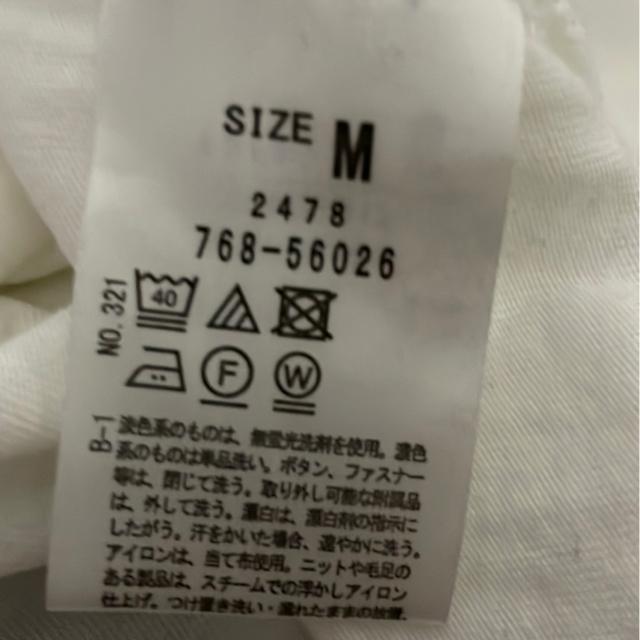 SIZE M
2478
768-56026
NO. 321
40
F
W
B-1
淡色系のものは、無蛍光洗剤を使用。濃色
系のものは単品洗い。ボタン、ファスナー
等は、閉じて洗う。取り外し可能な附属品
は、外して洗う。漂白は、漂白剤の指示に
したがう。汗をかいた場合、速やかに洗う。
アイロンは、当て布使用。ニットや毛足の
ある製品は、スチームでの浮かしアイロン
仕上げ。つけ置き洗い・濡れたままの放置、